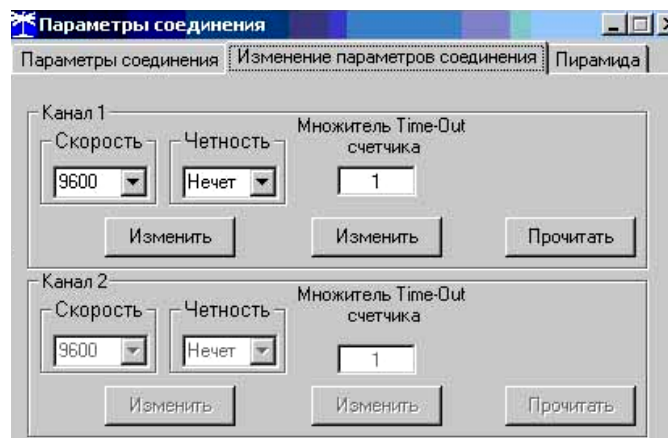 Параметры соединения
Параметры соединения Изменение параметров соединения Пирамида
Канал 1
Скорость Четность Множитель Time-Out
счетчика
9600 Нечет 1
Изменить Изменить Прочитать
Канал 2
Скорость Четность Множитель Time-Out
счетчика
9600 Нечет 1
Изменить Изменить Прочитать